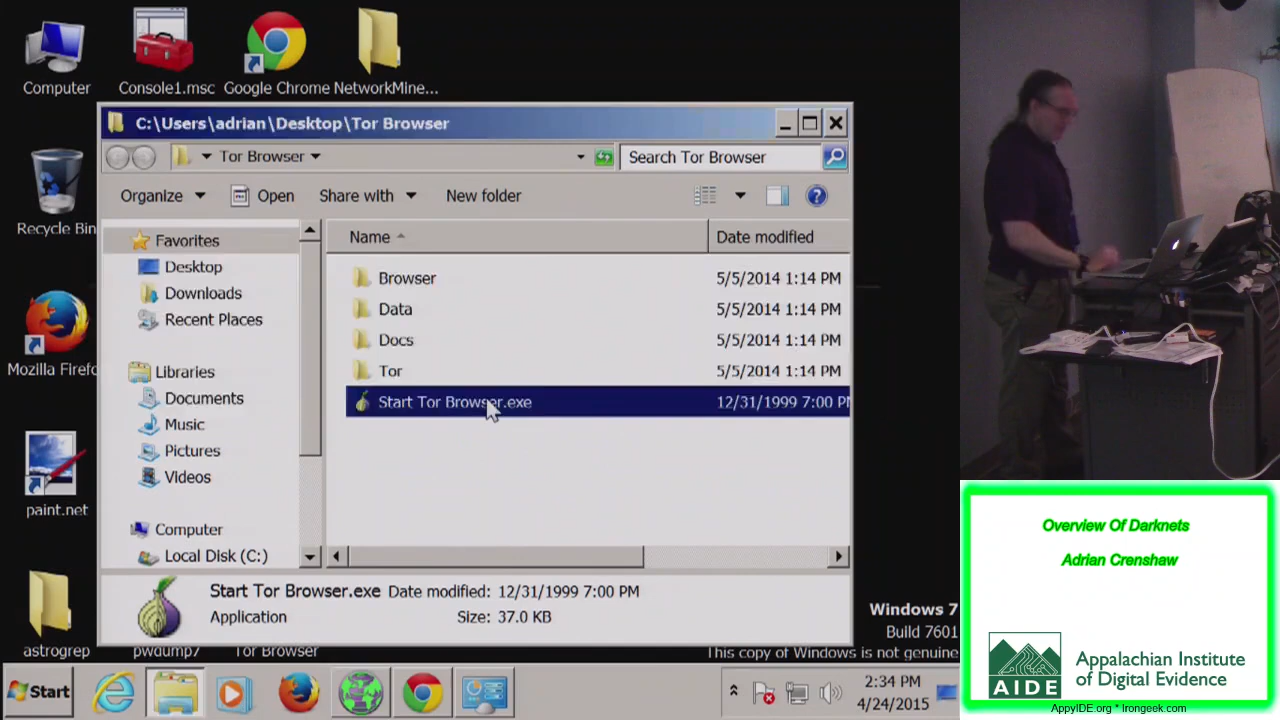 Computer
Console1.msc
Google Chrome
NetworkMine...
C:\Users\adrian\Desktop\Tor Browser
Tor Browser
Search Tor Browser
Organize
Open
Share with
New folder
Recycle Bin
Mozilla Firefo
paint.net
astrogrep
pwdump7
Tor Browser
Favorites
Desktop
Downloads
Recent Places
Libraries
Documents
Music
Pictures
Videos
Computer
Local Disk (C:)
Name
Date modified
Browser 5/5/2014 1:14 PM
Data 5/5/2014 1:14 PM
Docs 5/5/2014 1:14 PM
Tor 5/5/2014 1:14 PM
Start Tor Browser.exe 12/31/1999 7:00 P
Start Tor Browser.exe Date modified: 12/31/1999 7:00 PM
Application Size: 37.0 KB
Windows 7
Build 7601
This copy of Windows is not genuine
Start
2:34 PM
4/24/2015
Overview Of Darknets
Adrian Crenshaw
AIDE
Appalachian Institute
of Digital Evidence
AppyIDE.org * Irongeek.com